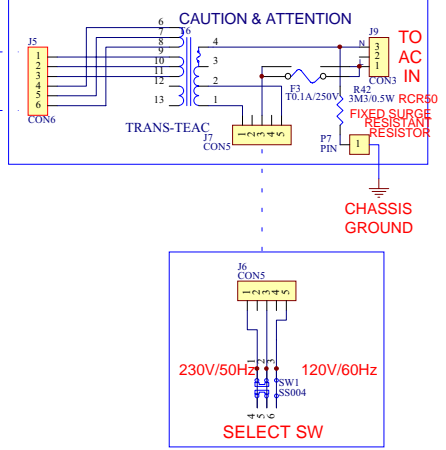 CAUTION & ATTENTION
J5
1
2
3
4
5
6
CON6
6
7
8
9
10
11
12
13
T6
4
3
2
1
TRANS-TEAC
J7
CON5
1 2 3 4 5
F3
T0.1A/250V
J9
N
3
2
1
L
CON3
TO
AC
IN
R42
3M3/0.5W RCR50
FIXED SURGE
RESISTANT
RESISTOR
P7
PIN
1
CHASSIS
GROUND
J6
CON5
1 2 3 4 5
230V/50Hz
1 2 3
120V/60Hz
SW1
SS004
4 5 6
SELECT SW